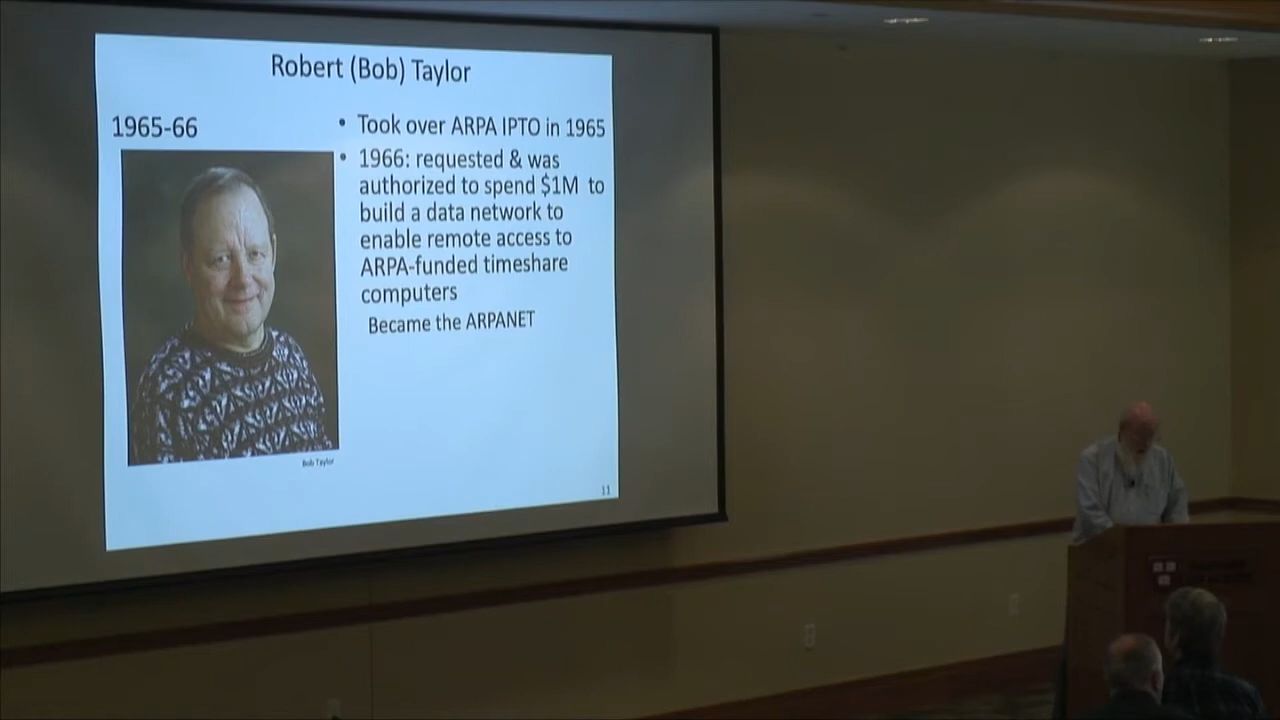 Robert (Bob) Taylor
1965-66
• Took over ARPA IPTO in 1965
• 1966: requested & was
authorized to spend $1M to
build a data network to
enable remote access to
ARPA-funded timeshare
computers
Became the ARPANET
Bob Taylor
11